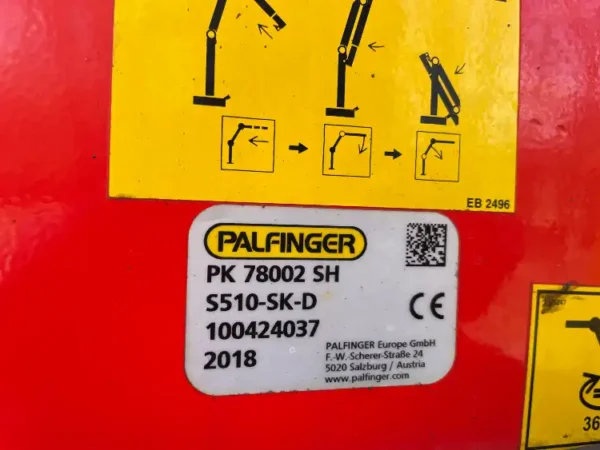 EB 2496
PALFINGER
PK 78002 SH
S510-SK-D
CE
100424037
2018
PALFINGER Europe GmbH
F.-W.-Scherer-Straße 24
5020 Salzburg / Austria
www.palfinger.com
36